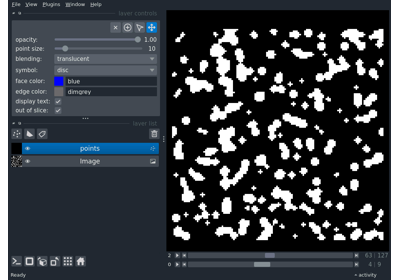 File View Plugins Window Help
layer controls
opacity: 1.00
point size: 10
blending: translucent
symbol: disc
face color: blue
edge color: dimgrey
display text:
out of slice:
layer list
points
Image
2 63 127
0 4 9
Ready
activity